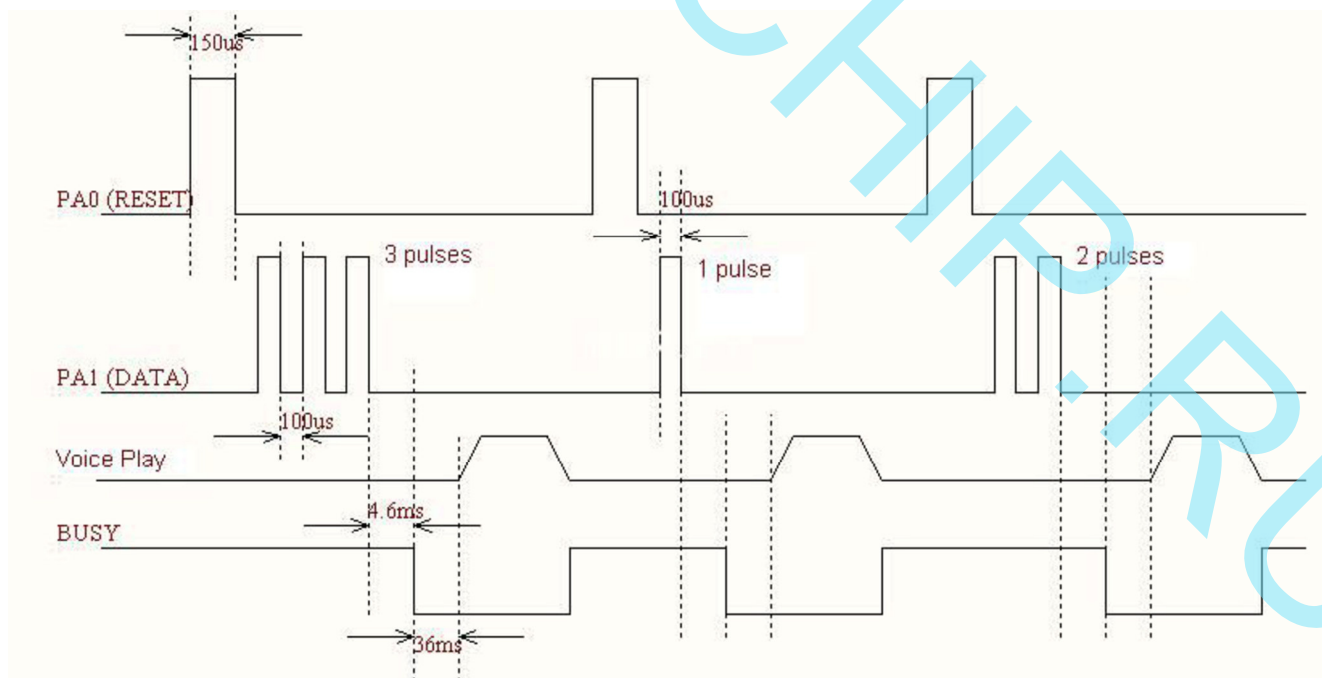 150us
PA0 (RESET)
100us
3 pulses
1 pulse
2 pulses
PA1 (DATA)
100us
Voice Play
4.6ms
BUSY
36ms
CHIP.RU